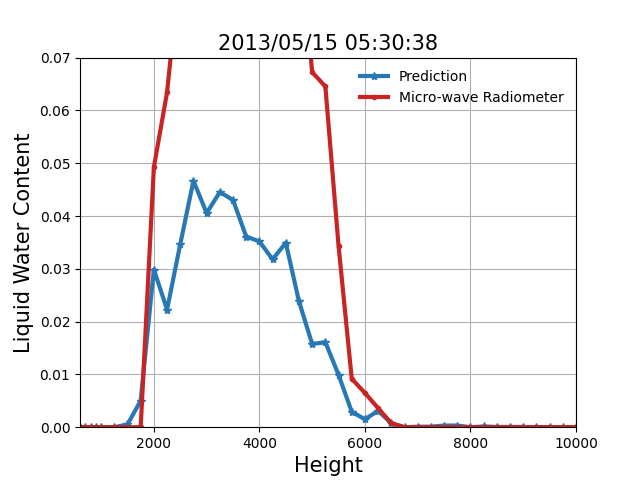 2013/05/15 05:30:38
0.07
0.06
0.05
0.04
0.03
0.02
0.01
0.00
Liquid Water Content
Prediction
Micro-wave Radiometer
2000 4000 6000 8000 10000
Height